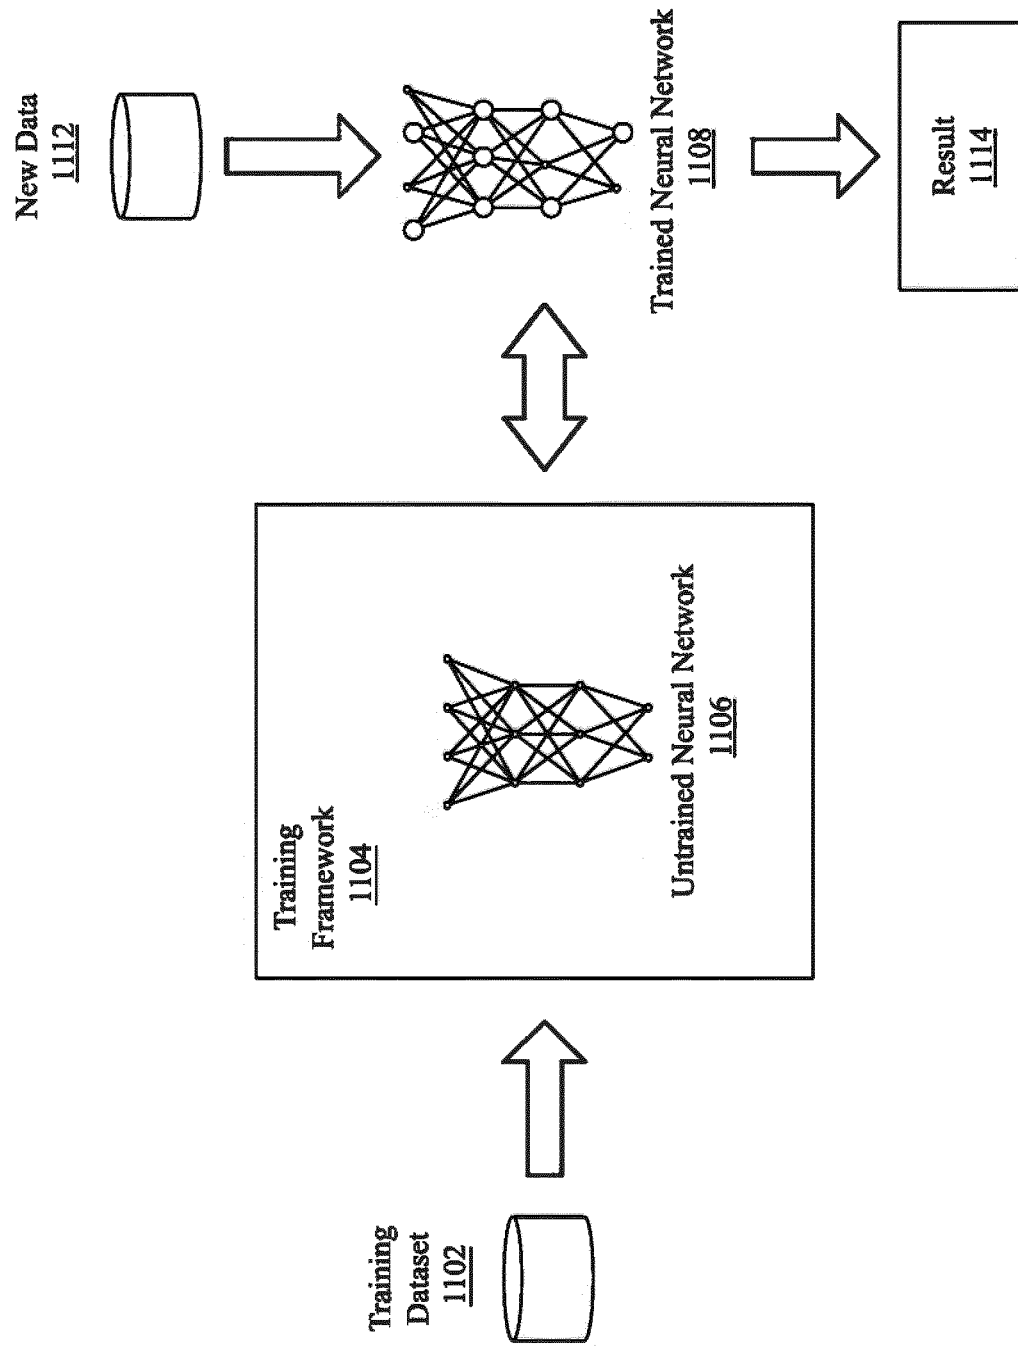 Training
Dataset
1102
Training
Framework
1104
Untrained Neural Network
1106
New Data
1112
Trained Neural Network
1108
Result
1114